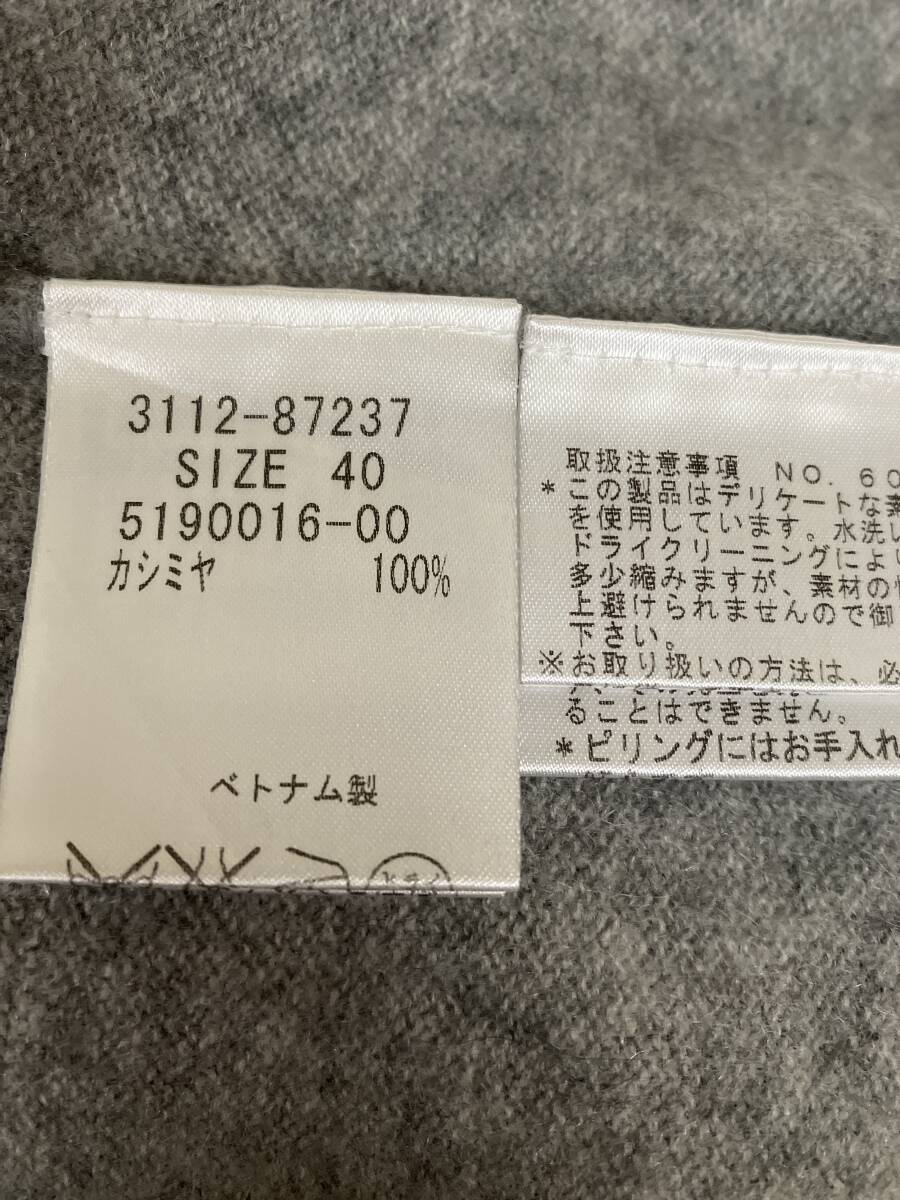 3112-87237
SIZE 40
5190016-00
カシミヤ 100%
ベトナム製
取扱注意事項 NO. 60
*この製品はデリケートな素
を使用しています。水洗い
ドライクリーニングによい
多少縮みますが、素材の性
上避けられませんので御
下さい。
※お取り扱いの方法は、必
ることはできません。
*ピリングにはお手入れ